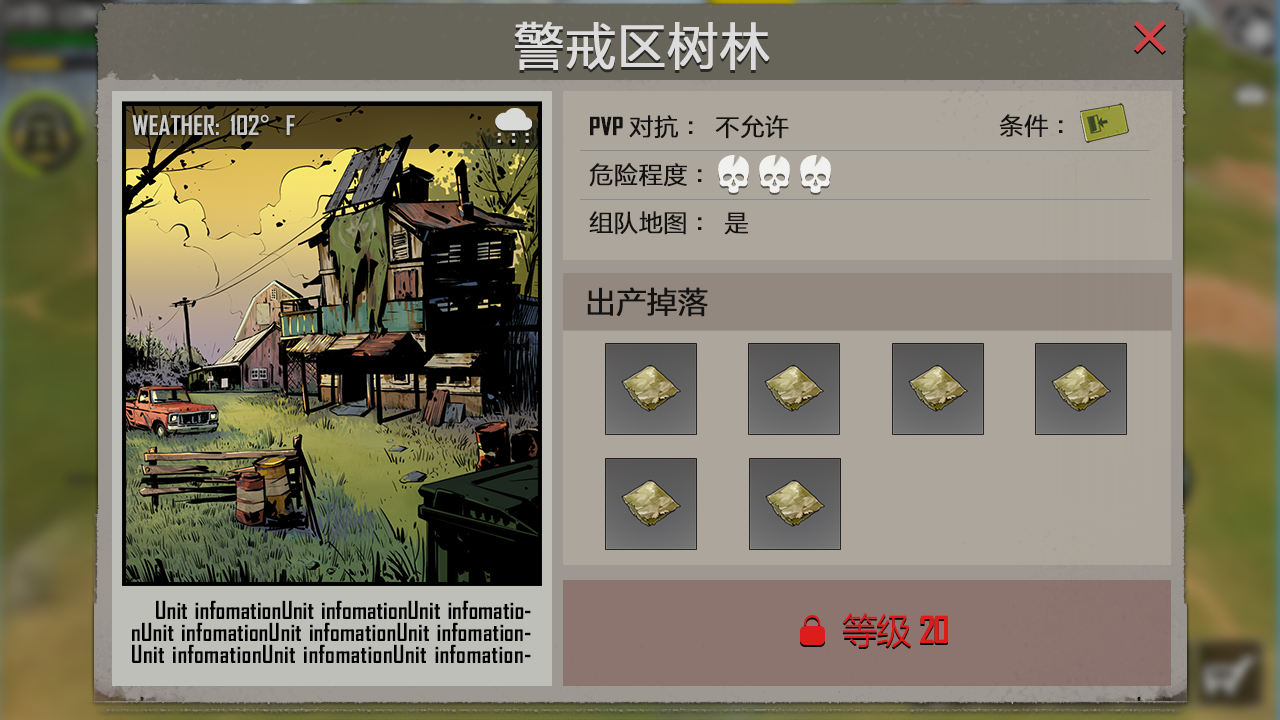 警戒区树林
WEATHER: 102° F
PVP 对抗： 不允许
条件：
危险程度：
组队地图： 是
出产掉落
Unit infomationUnit infomationUnit infomatio-
nUnit infomationUnit infomationUnit infomation-
Unit infomationUnit infomationUnit infomation-
等级 20